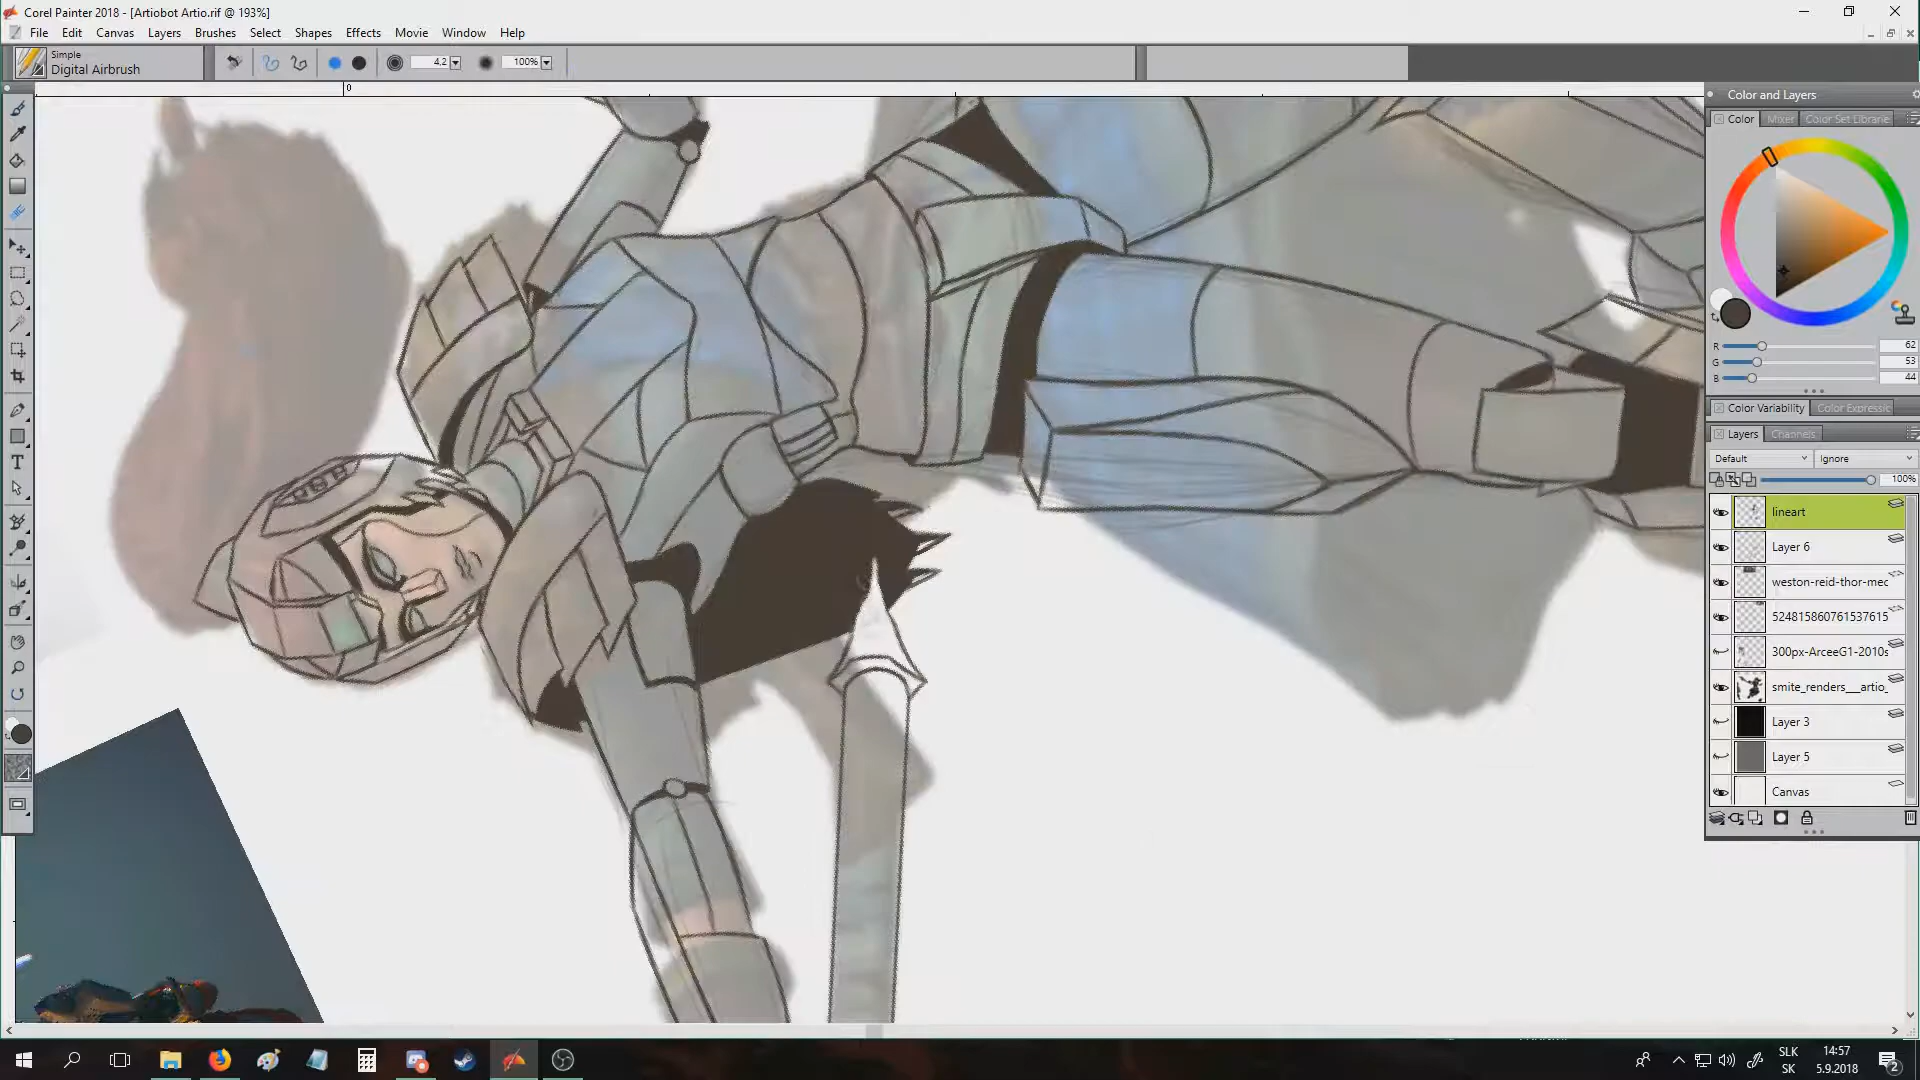 Corel Painter 2018 - [Artiobot Artio.rif @ 193%]
File Edit Canvas Layers Brushes Select Shapes Effects Movie Window Help
Simple
Digital Airbrush
4,2
100%
0
Color and Layers
Color Mixer Color Set Librarie
R 62
G 53
B 44
Color Variability Color Expressic
Layers Channels
Default Ignore
100%
lineart
Layer 6
weston-reid-thor-mec
524815860761537615
300px-ArceeG1-2010s
smite_renders__artio_
Layer 3
Layer 5
Canvas
SLK
SK
14:57
5.9.2018
2